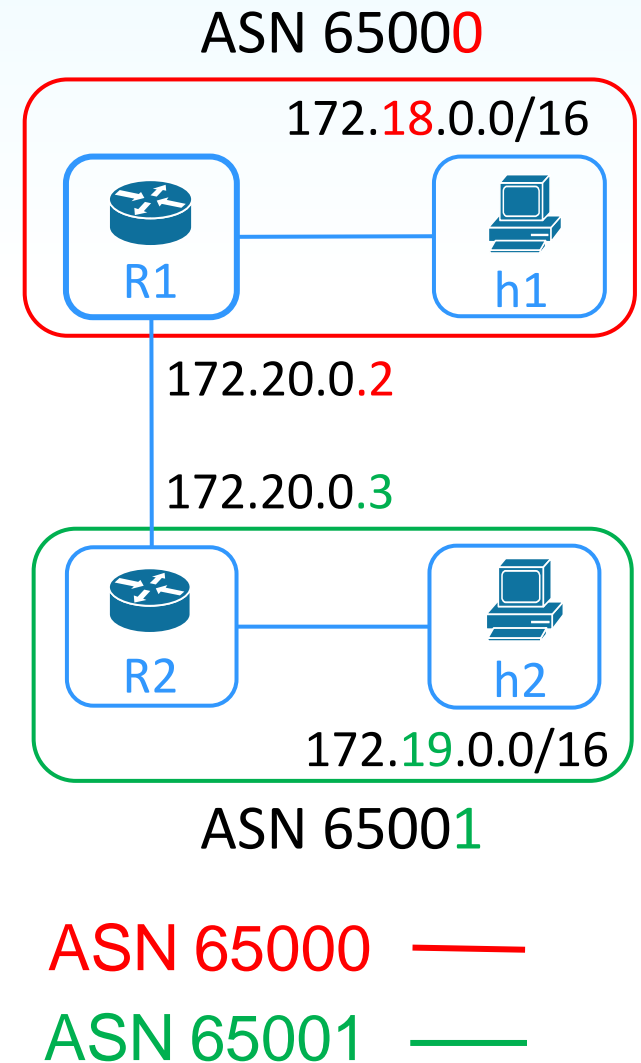 ASN 65000
172.18.0.0/16
R1
h1
172.20.0.2
172.20.0.3
R2
h2
172.19.0.0/16
ASN 65001
ASN 65000
ASN 65001